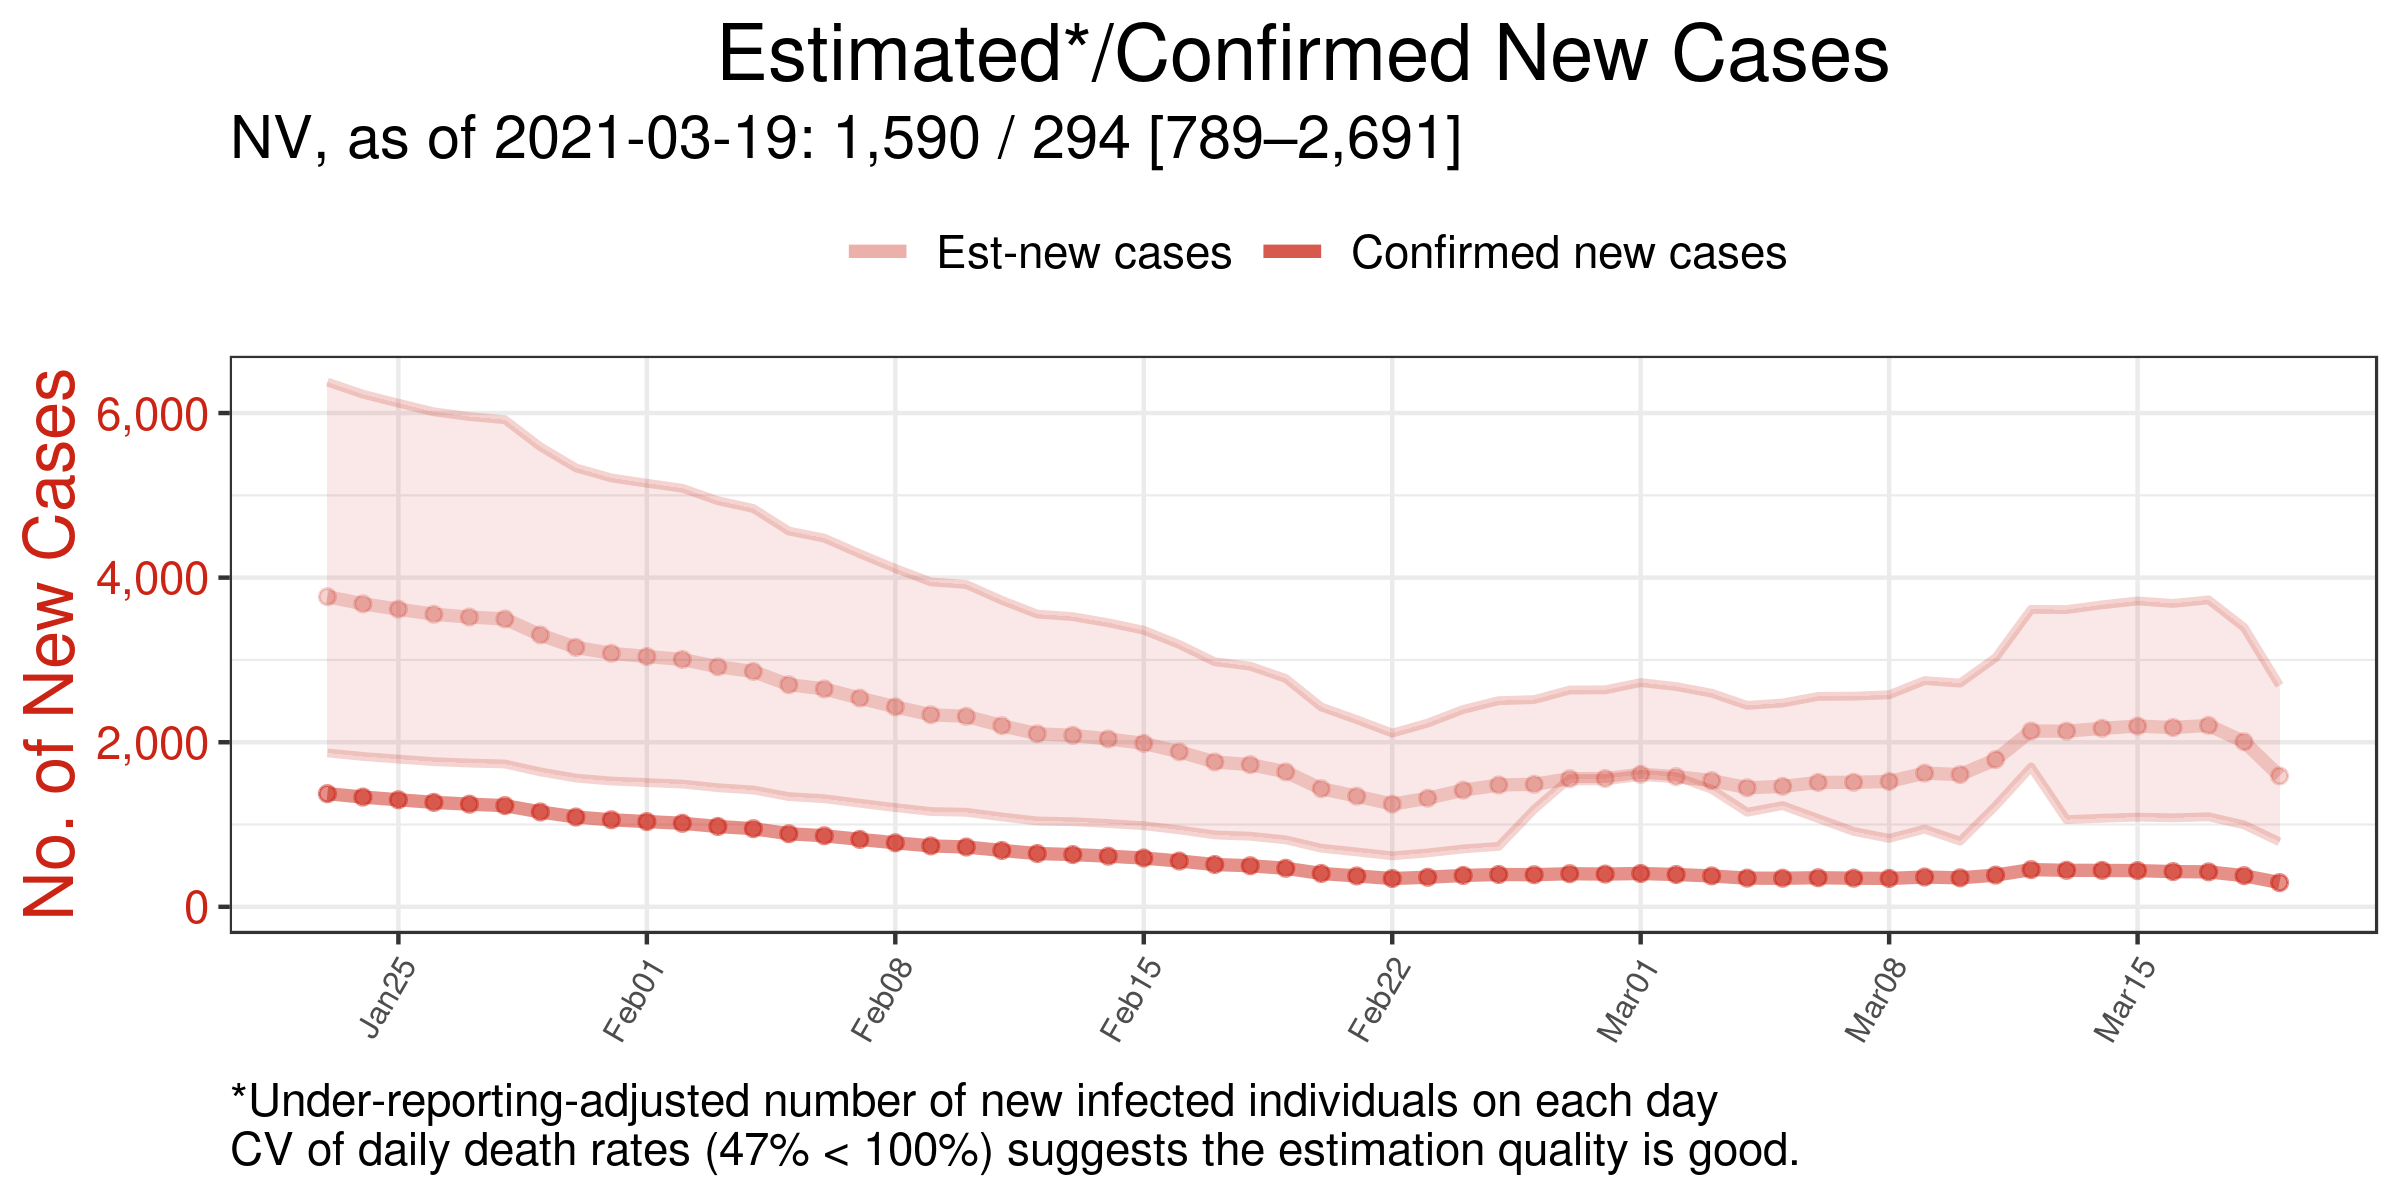 Estimated*/Confirmed New Cases
NV, as of 2021-03-19: 1,590 / 294 [789–2,691]
Est-new cases
Confirmed new cases
No. of New Cases
6,000
4,000
2,000
0
Jan25
Feb01
Feb08
Feb15
Feb22
Mar01
Mar08
Mar15
*Under-reporting-adjusted number of new infected individuals on each day
CV of daily death rates (47% < 100%) suggests the estimation quality is good.